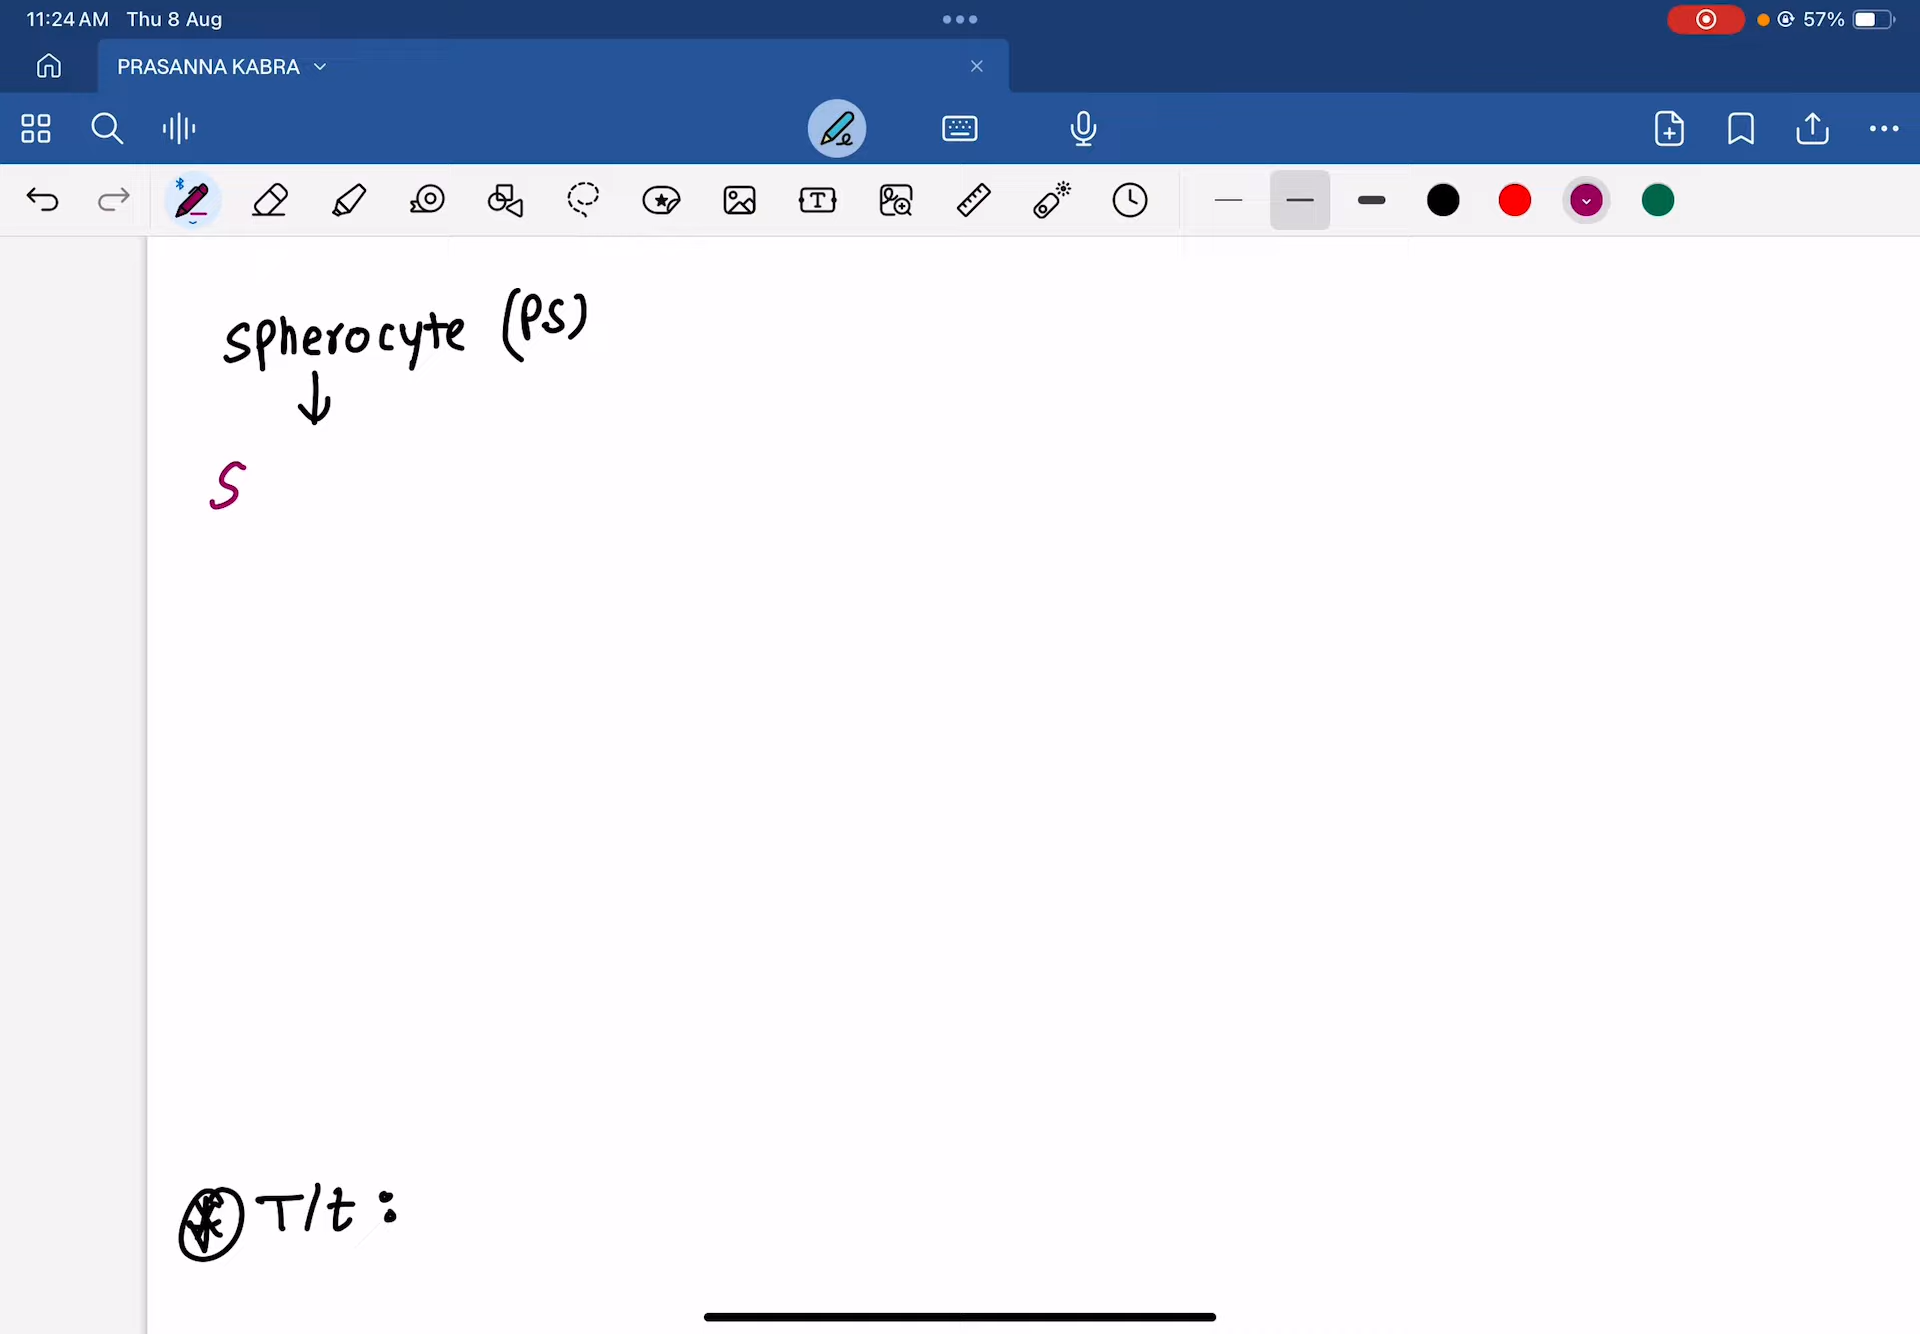 11:24 AM Thu 8 Aug
57%
PRASANNA KABRA
spherocyte (PS)
↓
S
T/t :